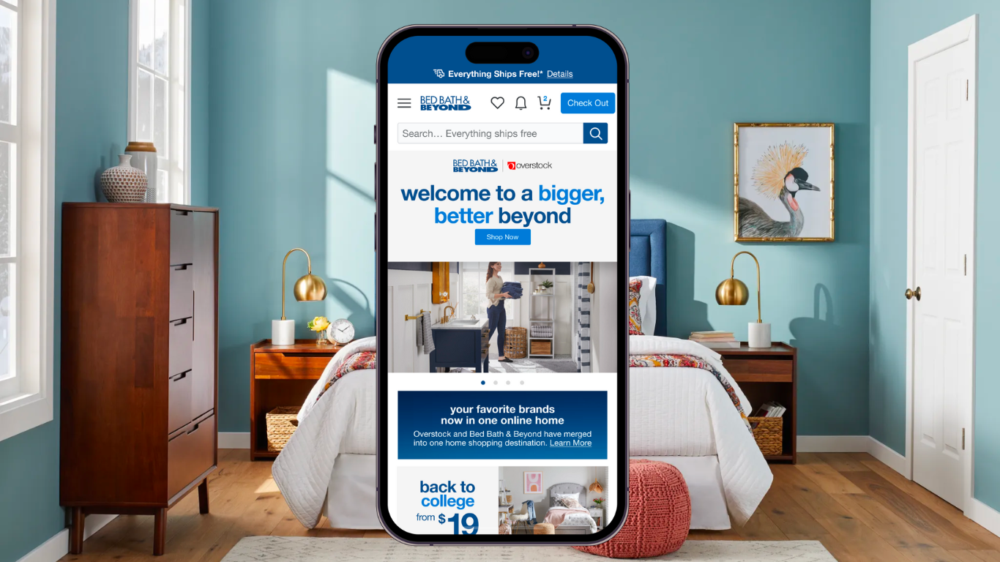 Everything Ships Free!* Details
BED BATH &
BEYOND
2
Check Out
Search... Everything ships free
BED BATH &
BEYOND
overstock
welcome to a bigger,
better beyond
Shop Now
your favorite brands
now in one online home
Overstock and Bed Bath & Beyond have merged
into one home shopping destination. Learn More
back to
college
from $19